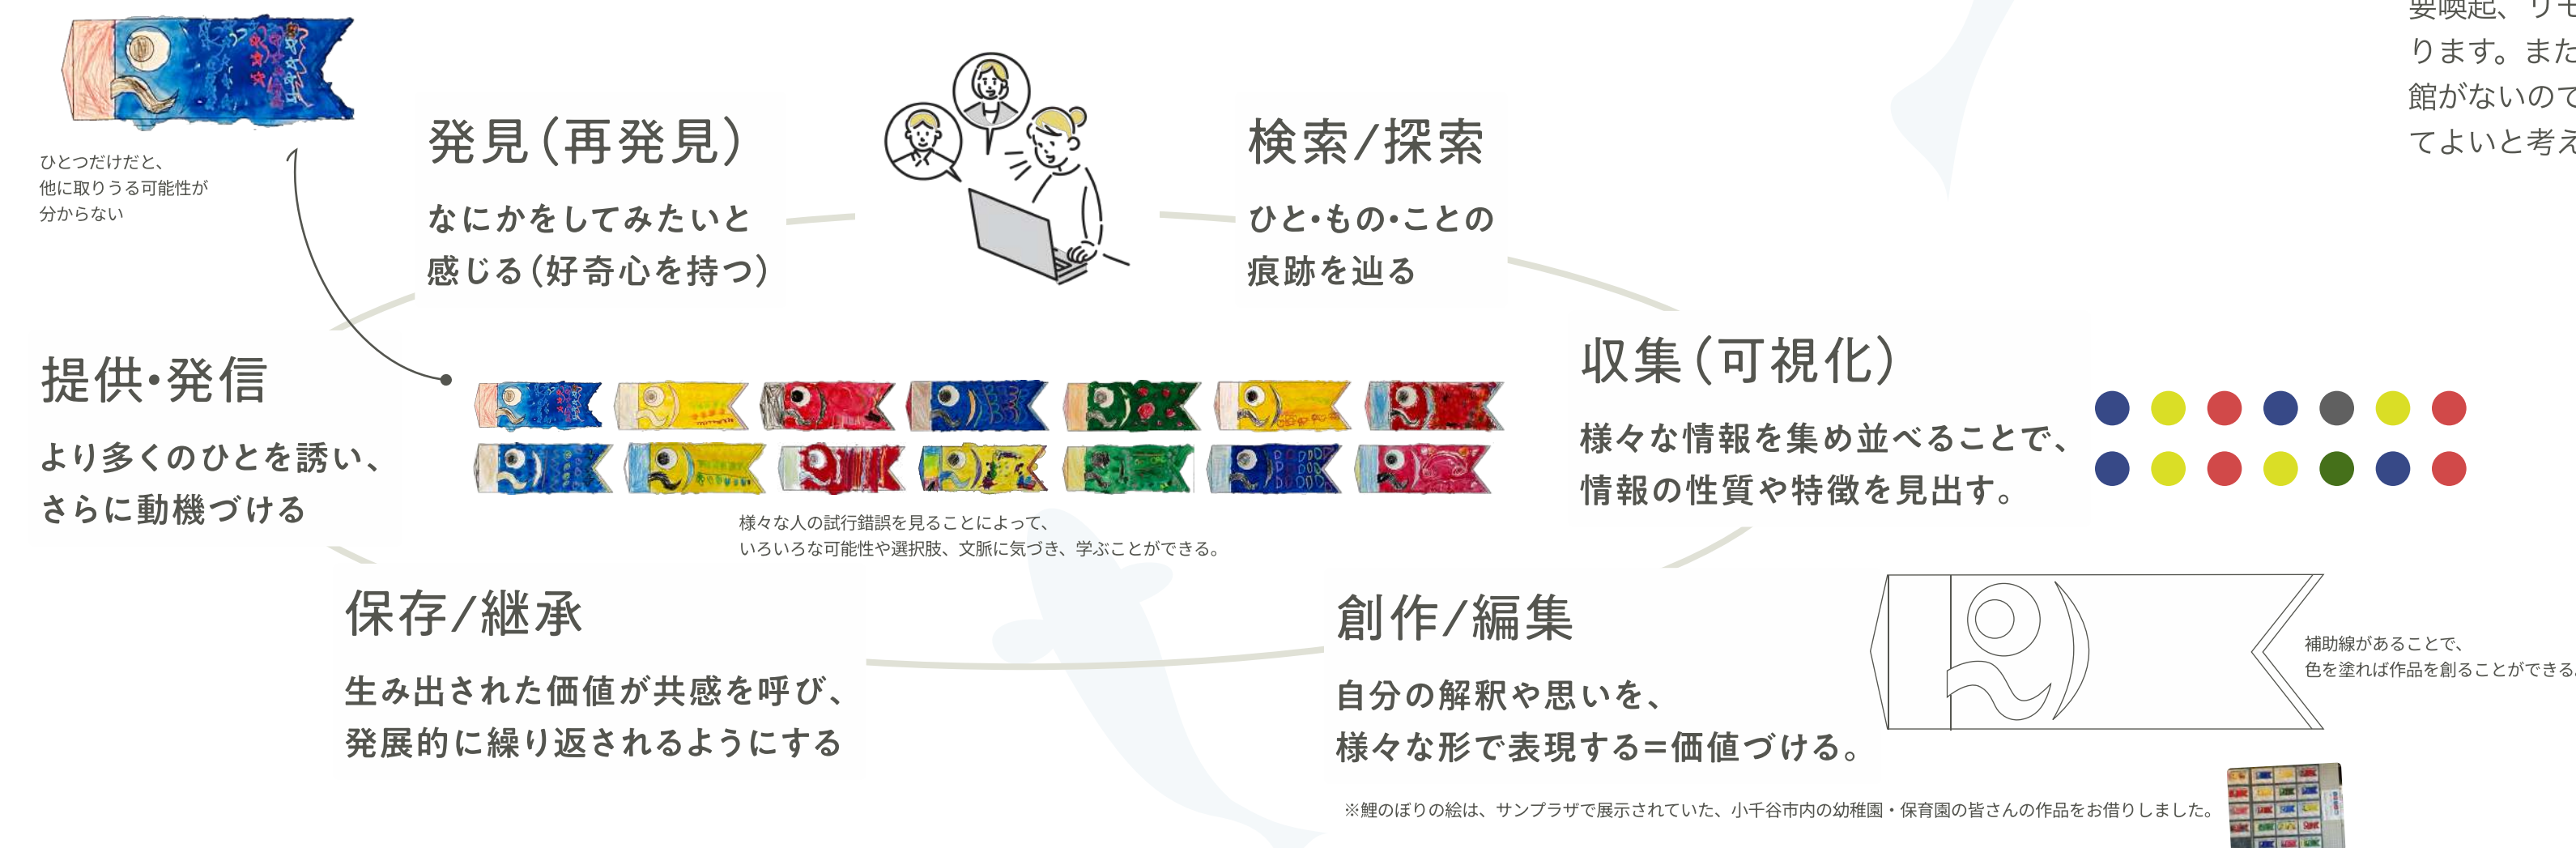 ひとつだけだと、
他に取りうる可能性が
分からない
発見（再発見）
なにかをしてみたいと
感じる（好奇心を持つ）
検索/探索
ひと・もの・ことの
痕跡を辿る
収集（可視化）
様々な情報を集め並べることで、
情報の性質や特徴を見出す。
提供・発信
より多くのひとを誘い、
さらに動機づける
様々な人の試行錯誤を見ることによって、
いろいろな可能性や選択肢、文脈に気づき、学ぶことができる。
保存/継承
生み出された価値が共感を呼び、
発展的に繰り返されるようにする
創作/編集
自分の解釈や思いを、
様々な形で表現する=価値づける。
補助線があることで、
色を塗れば作品を創ることができる。
※鯉のぼりの絵は、サンプラザで展示されていた、小千谷市内の幼稚園・保育園の皆さんの作品をお借りしました。
要喚起、リモ
ります。また
館がないので
てよいと考え